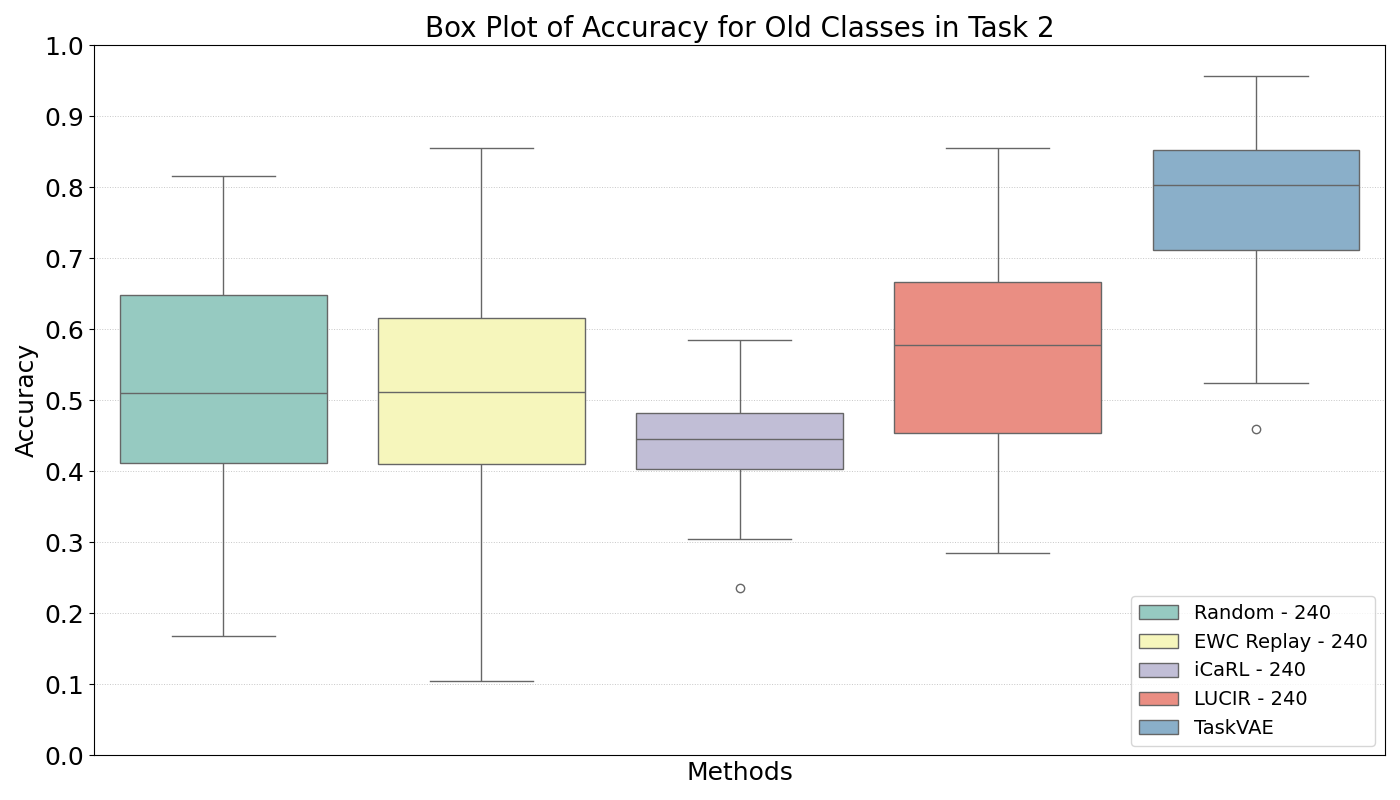 Box Plot of Accuracy for Old Classes in Task 2
1.0
0.9
0.8
0.7
0.6
0.5
0.4
0.3
0.2
0.1
0.0
Accuracy
Methods
Random - 240
EWC Replay - 240
iCaRL - 240
LUCIR - 240
TaskVAE